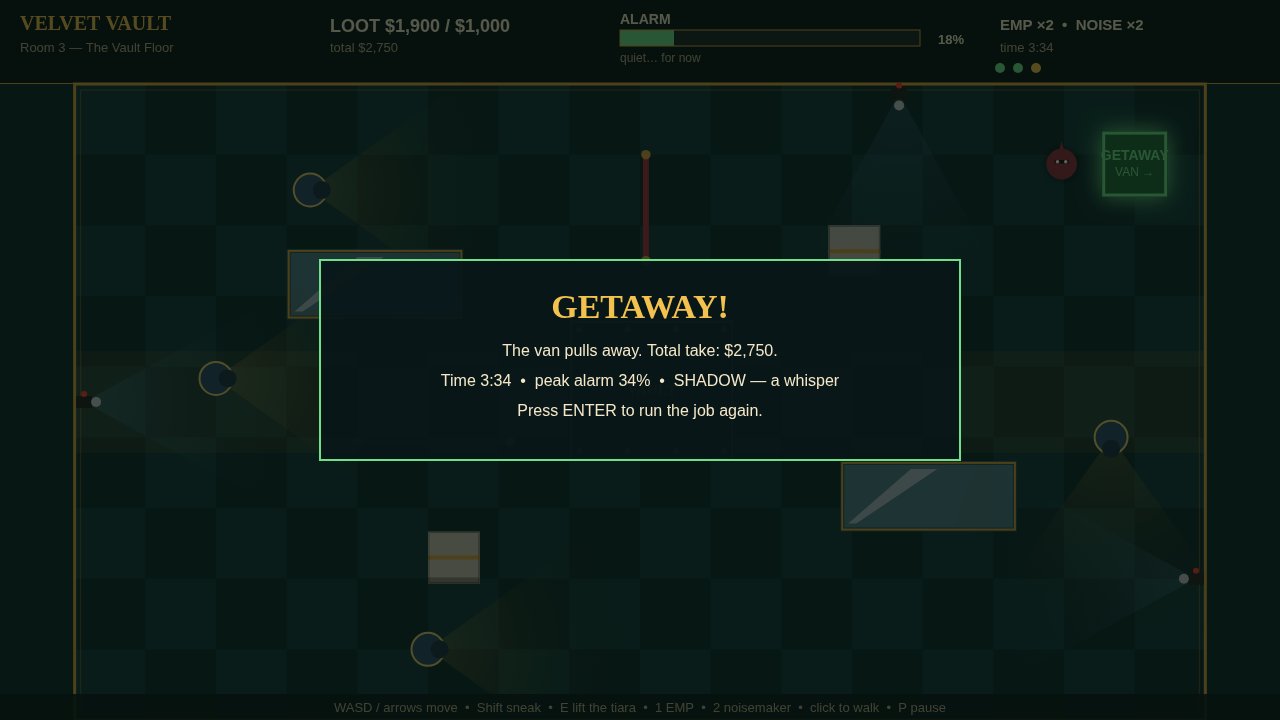 VELVET VAULT
Room 3 — The Vault Floor
LOOT $1,900 / $1,000
total $2,750
ALARM
18%
quiet… for now
EMP ×2 • NOISE ×2
time 3:34
GETAWAY
VAN →
GETAWAY!
The van pulls away. Total take: $2,750.
Time 3:34 • peak alarm 34% • SHADOW — a whisper
Press ENTER to run the job again.
WASD / arrows move • Shift sneak • E lift the tiara • 1 EMP • 2 noisemaker • click to walk • P pause